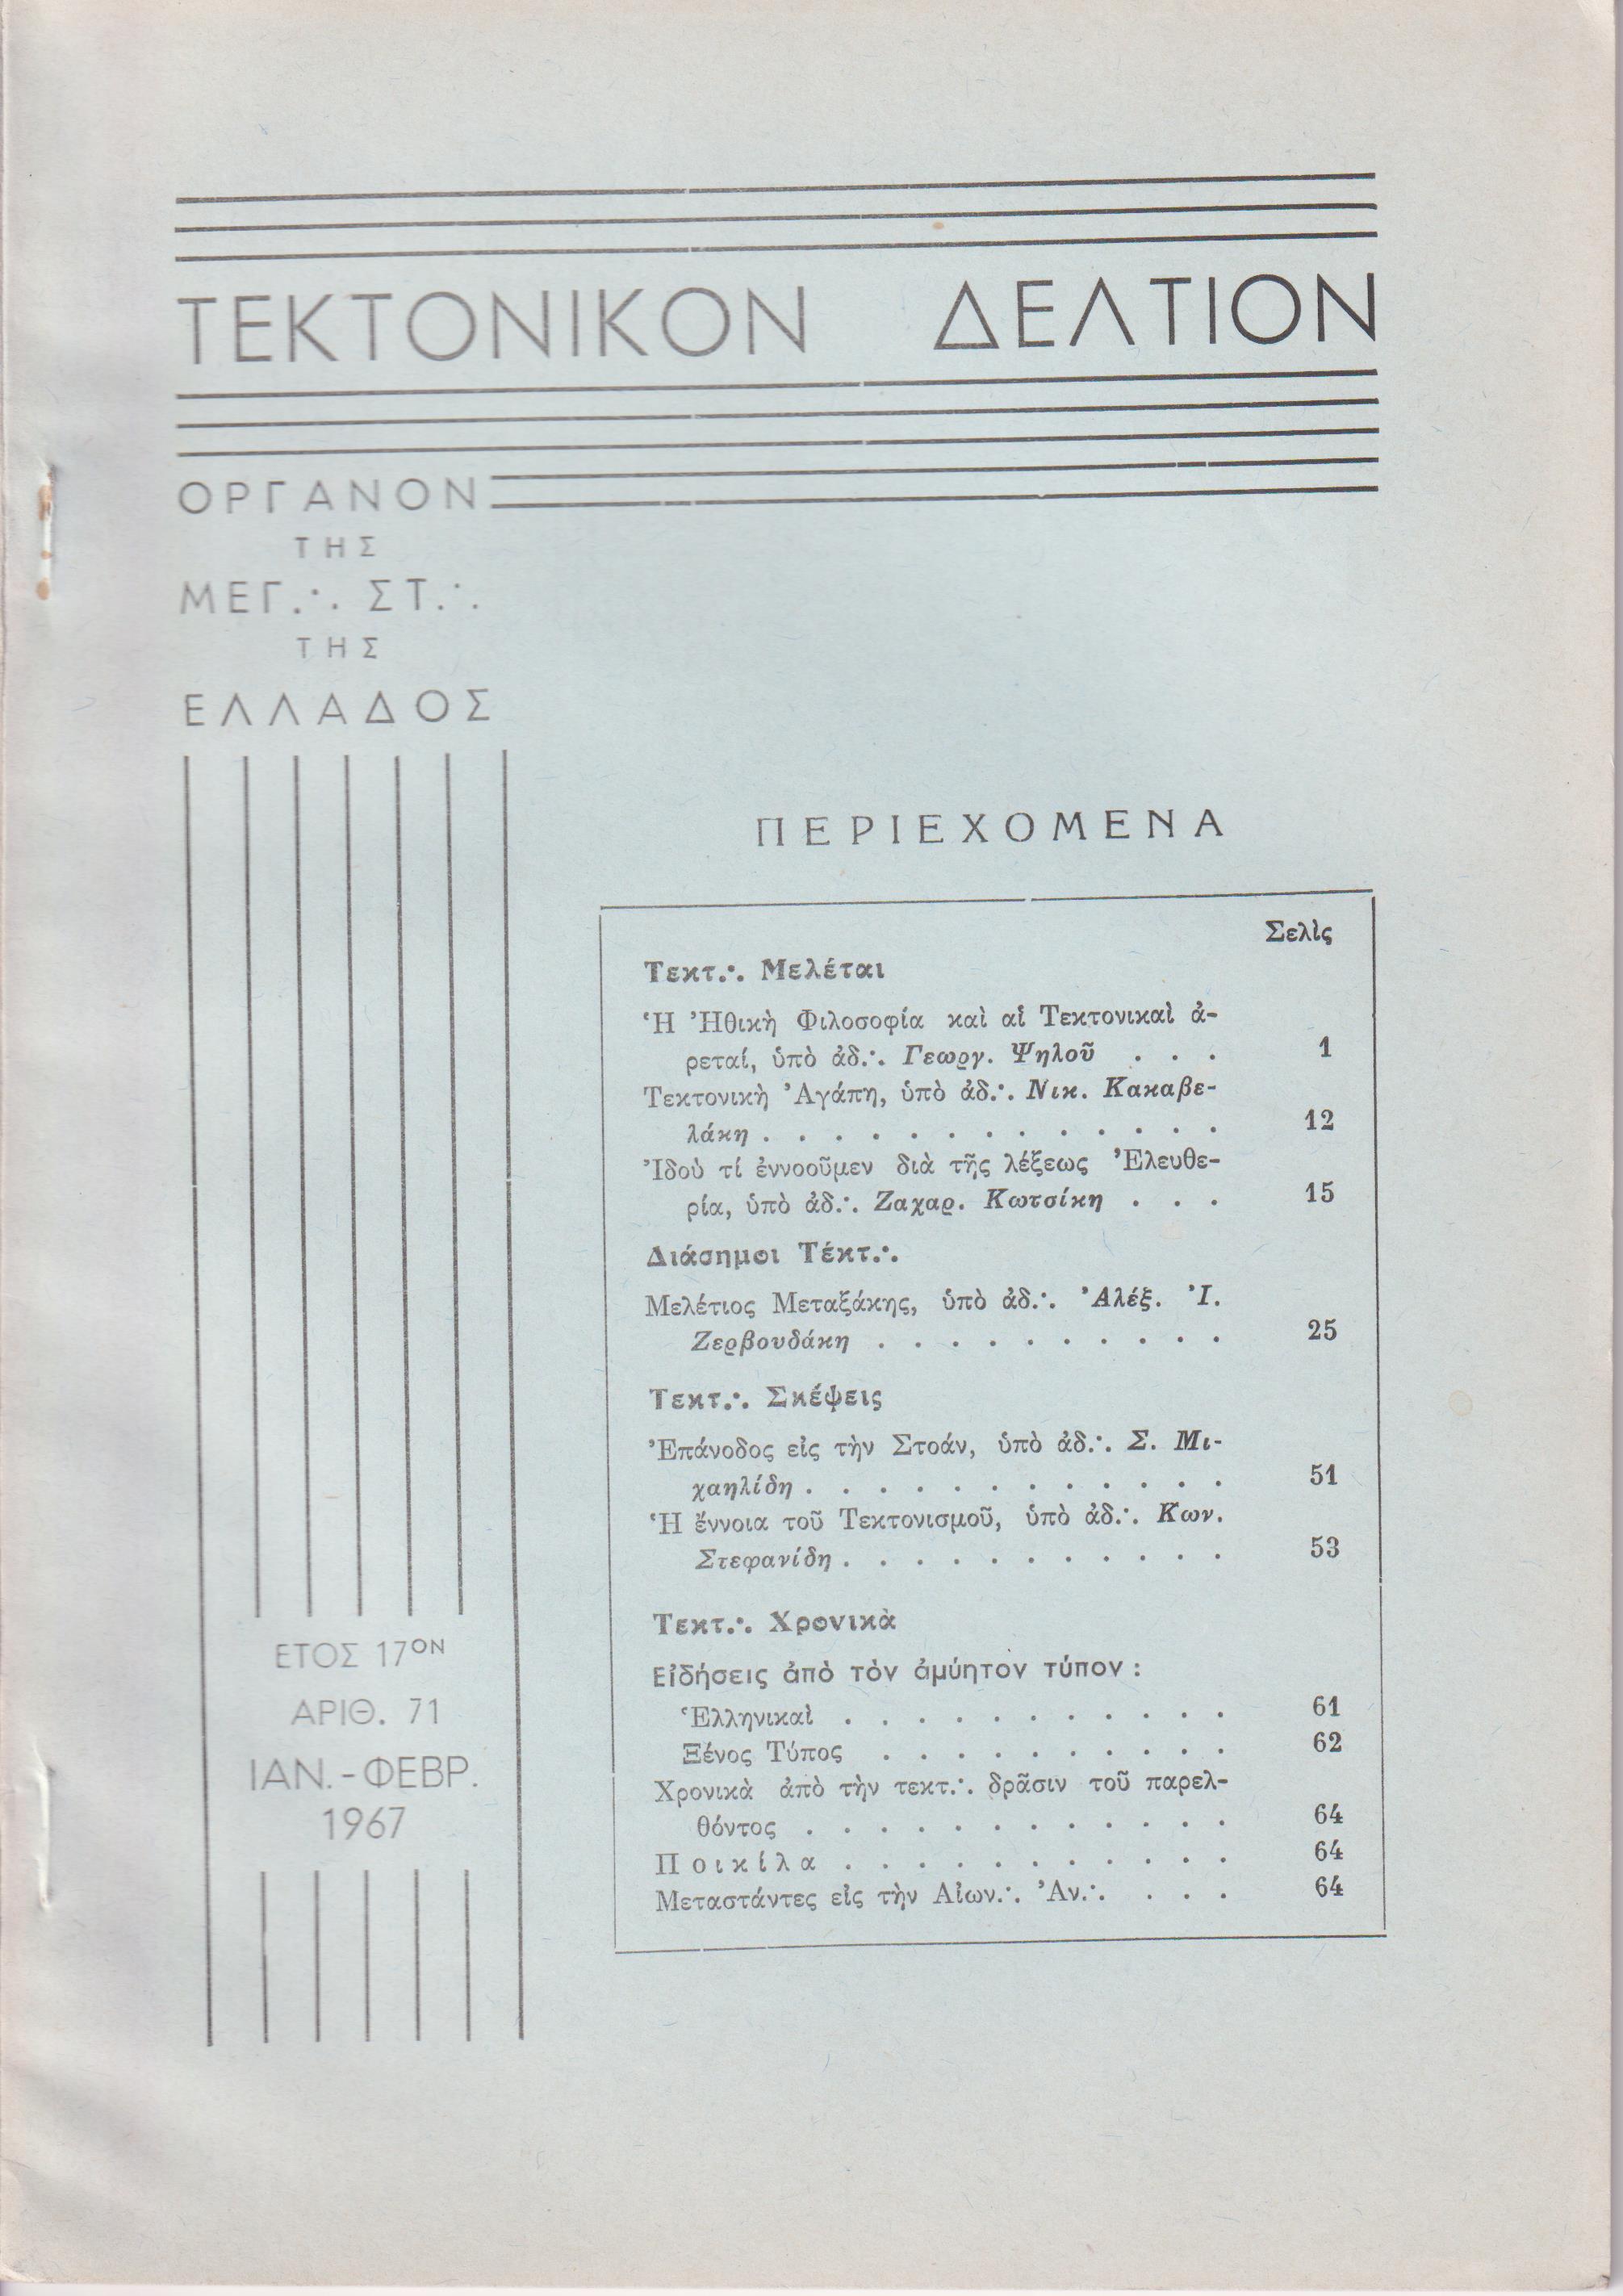 ΤΕΚΤΟΝΙΚΟΝ ΔΕΛΤΙΟΝ
ΟΡΓΑΝΟΝ
ΤΗΣ
ΜΕΓ.·. ΣΤ.·.
ΤΗΣ
ΕΛΛΑΔΟΣ
ΠΕΡΙΕΧΟΜΕΝΑ
Σελὶς
Τεκτ.·. Μελέται
Ἡ Ἠθικὴ Φιλοσοφία καὶ αἱ Τεκτονικαὶ ἀ-
ρεταί, ὑπὸ ἀδ.·. Γεωργ. Ψηλοῦ . . . 1
Τεκτονικὴ Ἀγάπη, ὑπὸ ἀδ.·. Νικ. Κακαβε-
λάκη . . . . . . . . . . . . . 12
Ἰδοὺ τί ἐννοοῦμεν διὰ τῆς λέξεως Ἐλευθε-
ρία, ὑπὸ ἀδ.·. Ζαχαρ. Κωτσίκη . . . 15
Διάσημοι Τέκτ.·.
Μελέτιος Μεταξάκης, ὑπὸ ἀδ.·. Ἀλέξ. Ἰ.
Ζερβουδάκη . . . . . . . . . . 25
Τεκτ.·. Σκέψεις
Ἐπάνοδος εἰς τὴν Στοάν, ὑπὸ ἀδ.·. Σ. Μι-
χαηλίδη . . . . . . . . . . . . 51
Ἡ ἔννοια τοῦ Τεκτονισμοῦ, ὑπὸ ἀδ.·. Κων.
Στεφανίδη . . . . . . . . . . . 53
Τεκτ.·. Χρονικὰ
Εἰδήσεις ἀπὸ τὸν ἀμύητον τύπον :
Ἑλληνικαὶ . . . . . . . . . . . 61
Ξένος Τύπος . . . . . . . . . . 62
Χρονικὰ ἀπὸ τὴν τεκτ.·. δρᾶσιν τοῦ παρελ-
θόντος . . . . . . . . . . . . 64
Ποικίλα . . . . . . . . . . . 64
Μεταστάντες εἰς τὴν Αἰων.·. Ἀν.·. . . . 64
ΕΤΟΣ 17ΟΝ
ΑΡΙΘ. 71
ΙΑΝ.-ΦΕΒΡ.
1967